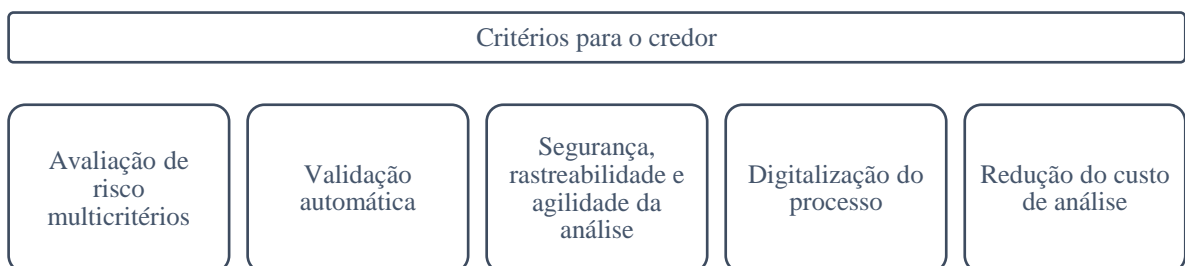 Critérios para o credor
Avaliação de
risco
multicritérios
Validação
automática
Segurança,
rastreabilidade e
agilidade da
análise
Digitalização do
processo
Redução do custo
de análise